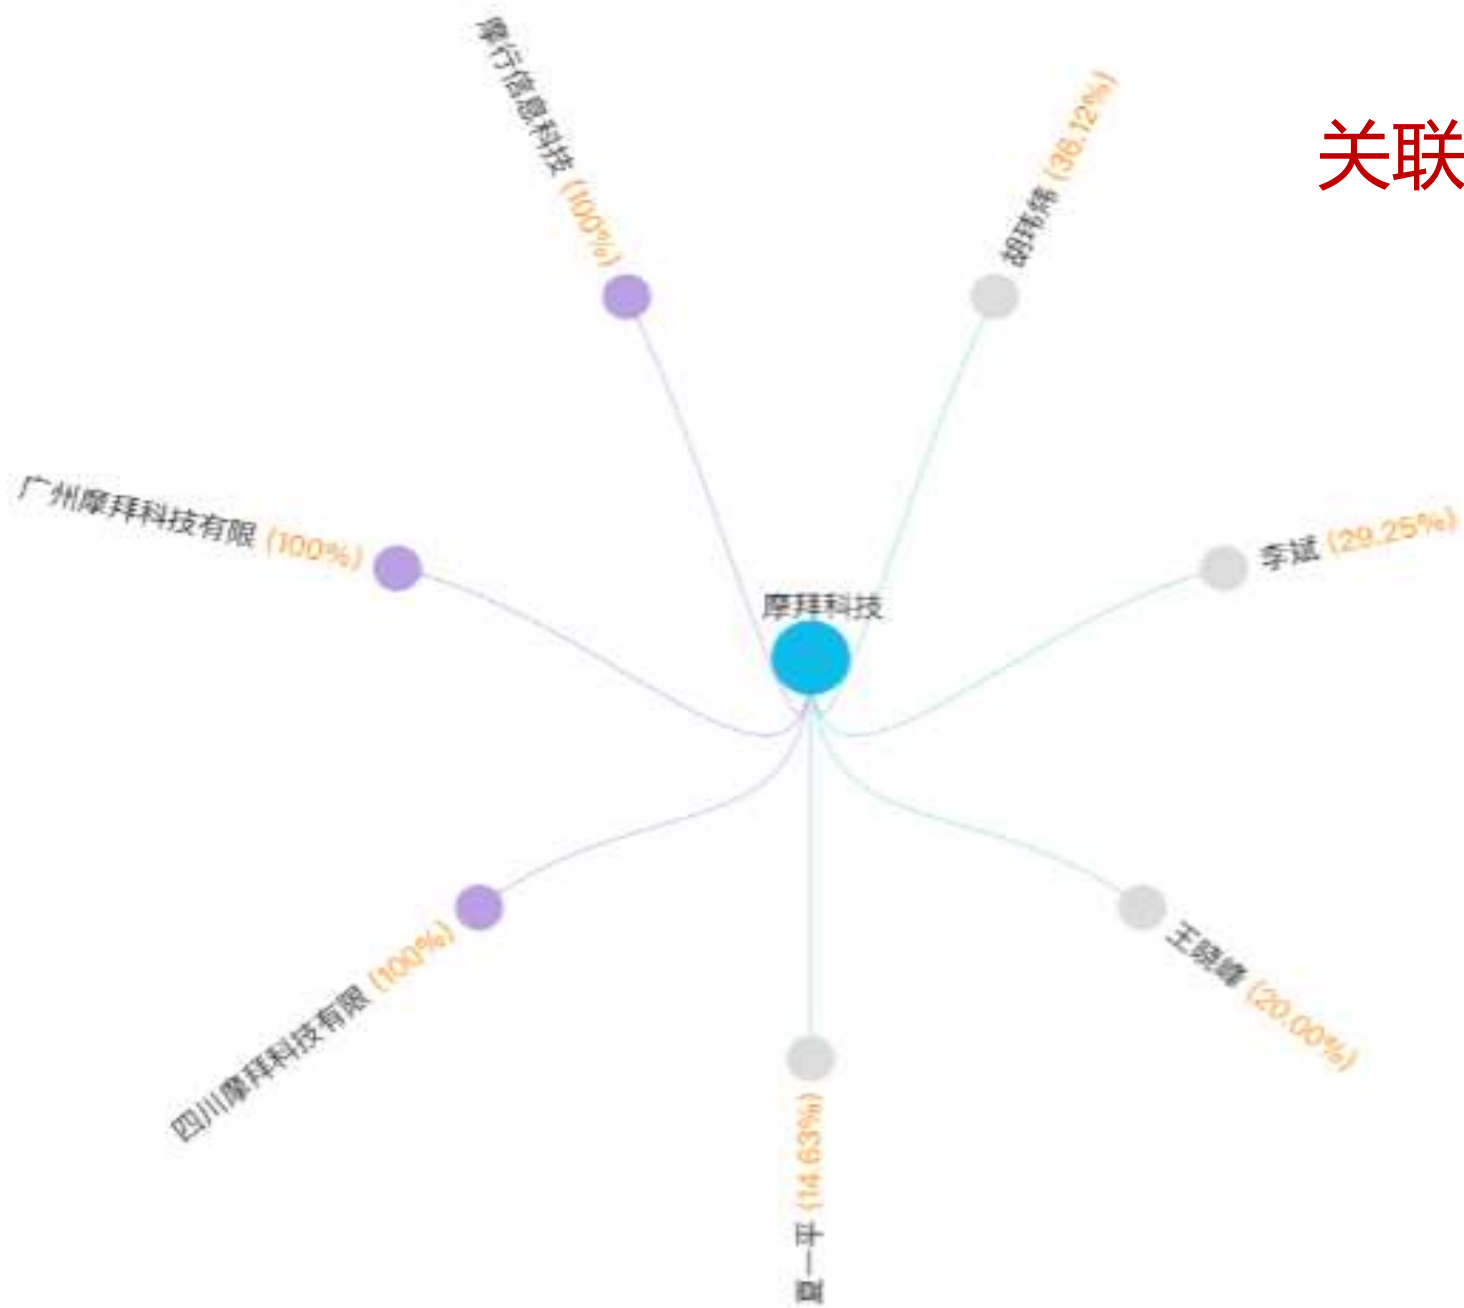 摩行信息科技 (100%)
胡玮炜 (36.12%)
关联
广州摩拜科技有限 (100%)
李斌 (29.25%)
摩拜科技
四川摩拜科技有限 (100%)
王晓峰 (20.00%)
夏一平 (14.63%)